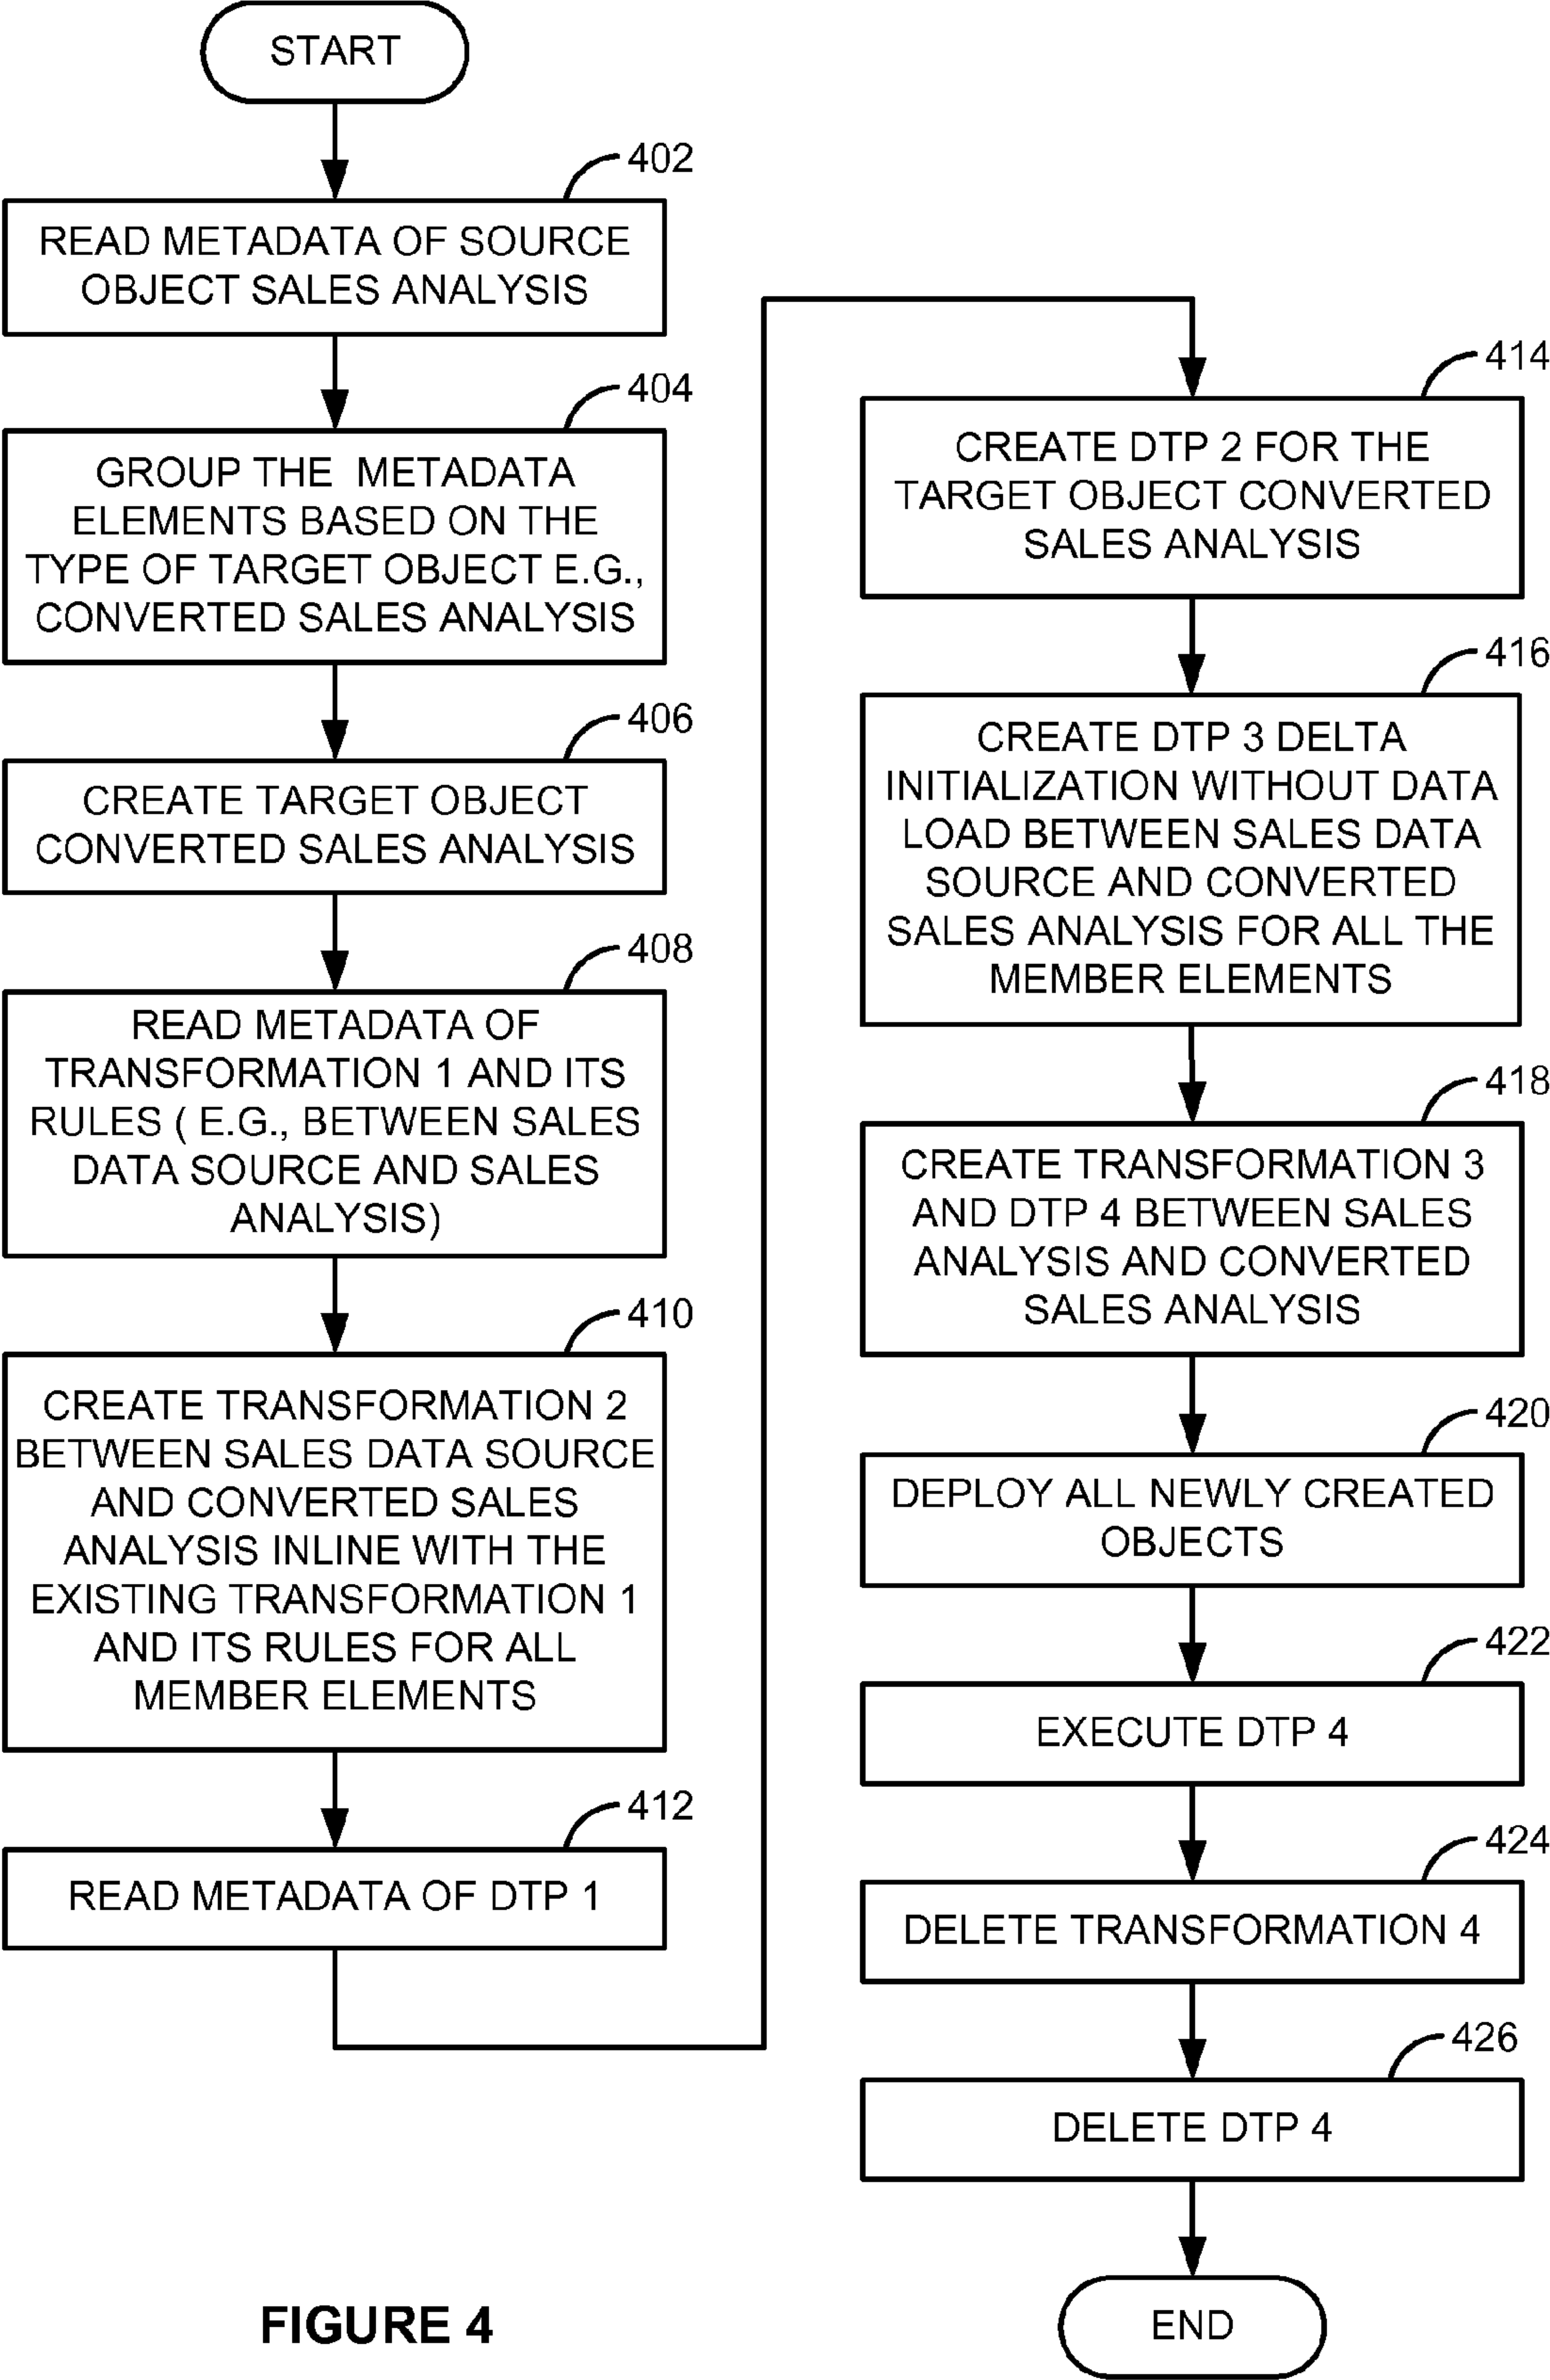 START
402
READ METADATA OF SOURCE
OBJECT SALES ANALYSIS
404
GROUP THE METADATA
ELEMENTS BASED ON THE
TYPE OF TARGET OBJECT E.G.,
CONVERTED SALES ANALYSIS
406
CREATE TARGET OBJECT
CONVERTED SALES ANALYSIS
408
READ METADATA OF
TRANSFORMATION 1 AND ITS
RULES ( E.G., BETWEEN SALES
DATA SOURCE AND SALES
ANALYSIS)
410
CREATE TRANSFORMATION 2
BETWEEN SALES DATA SOURCE
AND CONVERTED SALES
ANALYSIS INLINE WITH THE
EXISTING TRANSFORMATION 1
AND ITS RULES FOR ALL
MEMBER ELEMENTS
412
READ METADATA OF DTP 1
414
CREATE DTP 2 FOR THE
TARGET OBJECT CONVERTED
SALES ANALYSIS
416
CREATE DTP 3 DELTA
INITIALIZATION WITHOUT DATA
LOAD BETWEEN SALES DATA
SOURCE AND CONVERTED
SALES ANALYSIS FOR ALL THE
MEMBER ELEMENTS
418
CREATE TRANSFORMATION 3
AND DTP 4 BETWEEN SALES
ANALYSIS AND CONVERTED
SALES ANALYSIS
420
DEPLOY ALL NEWLY CREATED
OBJECTS
422
EXECUTE DTP 4
424
DELETE TRANSFORMATION 4
426
DELETE DTP 4
END
FIGURE 4